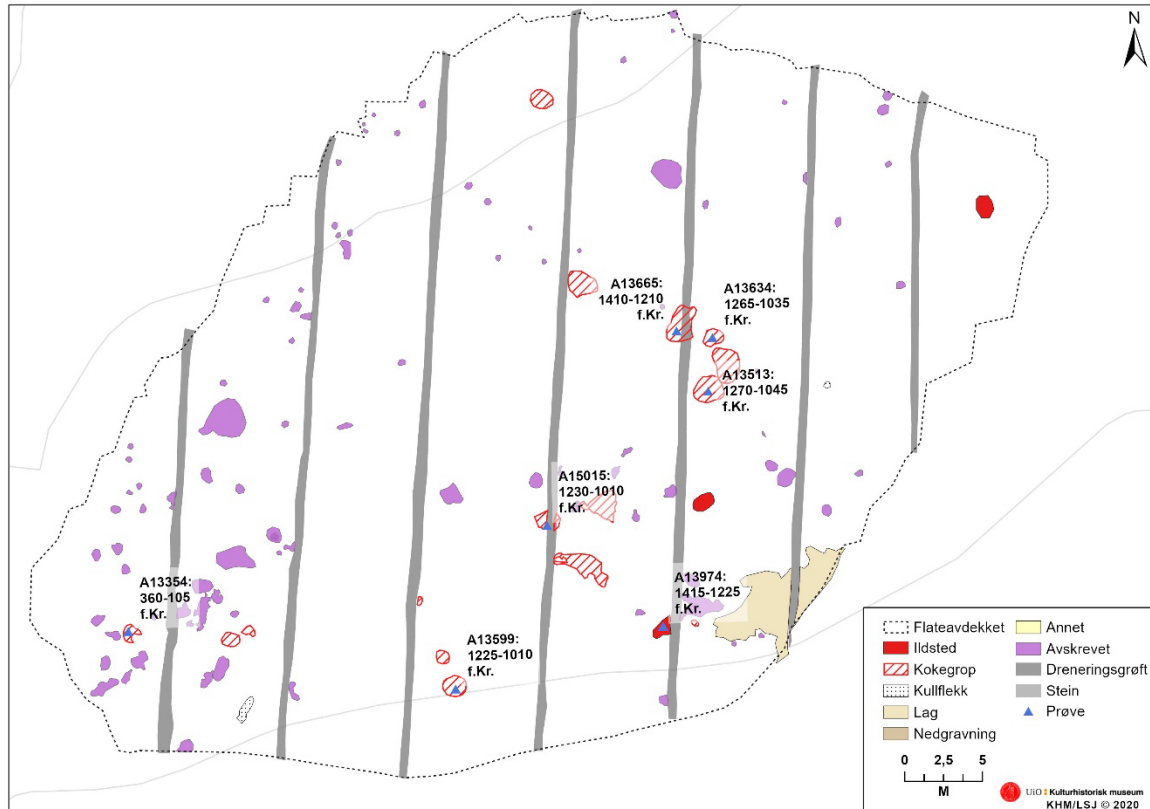 N
A13665:
1410-1210
f.Kr.
A13634:
1265-1035
f.Kr.
A13513:
1270-1045
f.Kr.
A15015:
1230-1010
f.Kr.
A13354:
360-105
f.Kr.
A13974:
1415-1225
f.Kr.
A13599:
1225-1010
f.Kr.
Flateavdekket
Ildsted
Kokegrop
Kullflekk
Lag
Nedgravning
Annet
Avskrevet
Dreneringsgrøft
Stein
Prøve
0 2,5 5
M
UiO Kulturhistorisk museum
KHM/LSJ © 2020